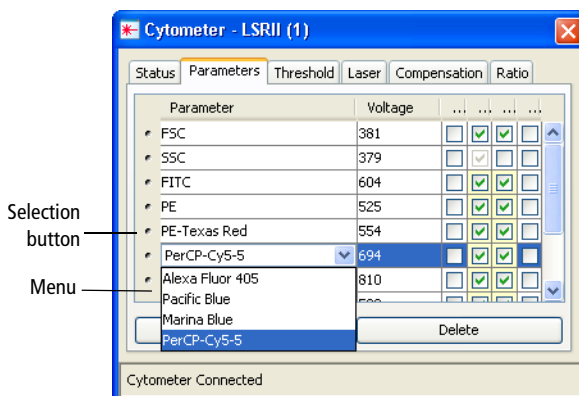 Cytometer - LSRII (1)
Status Parameters Threshold Laser Compensation Ratio
Parameter Voltage ... ... ... ...
FSC 381
SSC 379
FITC 604
PE 525
PE-Texas Red 554
PerCP-Cy5-5 694
810
Alexa Fluor 405
Pacific Blue
Marina Blue
PerCP-Cy5-5
Delete
Cytometer Connected
Selection
button
Menu